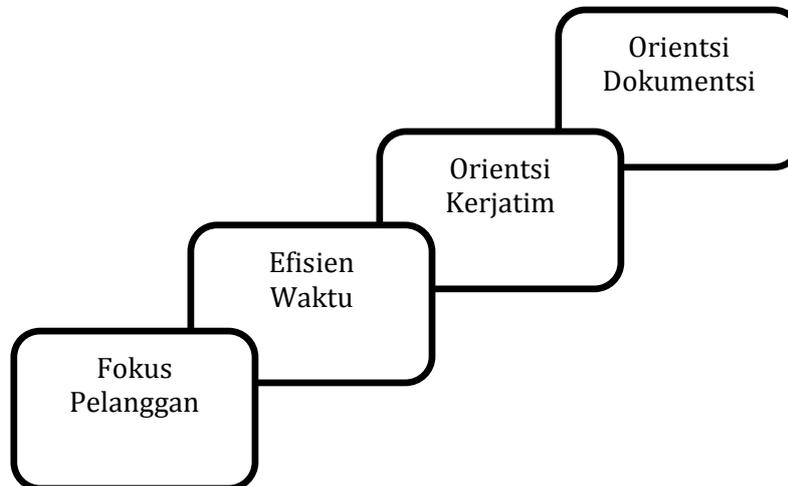 Orientsi
Dokumentsi
Orientsi
Kerjatim
Efisien
Waktu
Fokus
Pelanggan